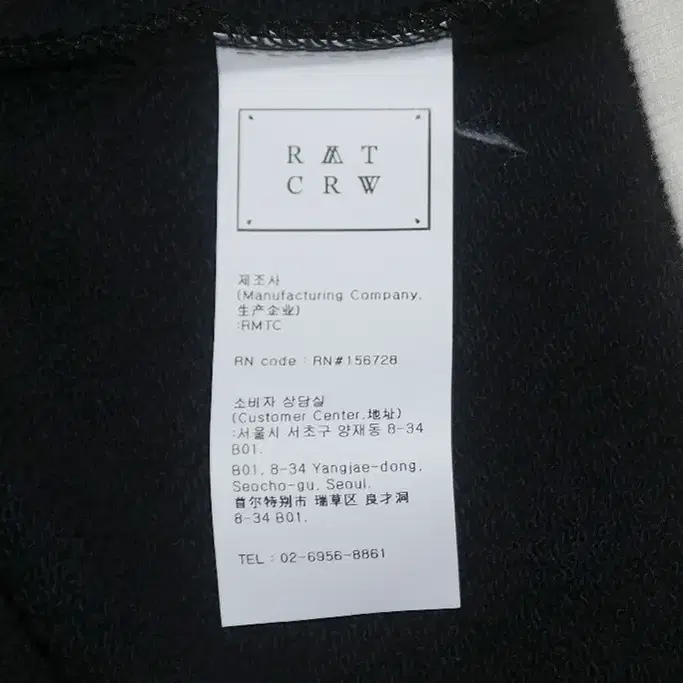 RMT
CRW
제조사
(Manufacturing Company,
生产企业)
:RMTC
RN code : RN#156728
소비자 상담실
(Customer Center,地址)
:서울시 서초구 양재동 8-34
B01.
B01, 8-34 Yangjae-dong,
Seocho-gu, Seoul.
首尔特别市 瑞草区 良才洞
8-34 B01.
TEL : 02-6956-8861